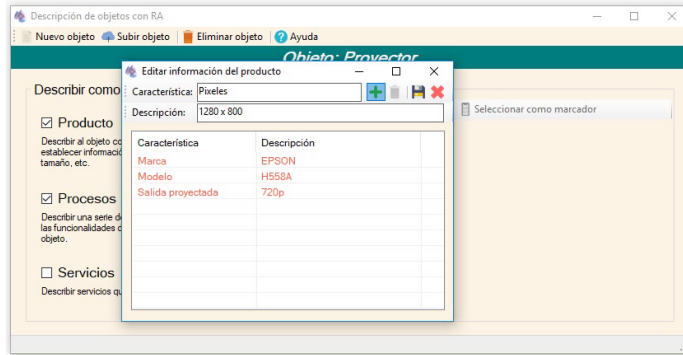 Descripción de objetos con RA
Nuevo objeto Subir objeto Eliminar objeto Ayuda
Objeto: Proyector
Editar información del producto
Característica: Pixeles
Descripción: 1280 x 800
Característica Descripción
Marca EPSON
Modelo H558A
Salida proyectada 720p
Describir como
Producto
Describir al objeto co
establecer informació
tamaño, etc.
Procesos
Describir una serie d
las funcionalidades d
objeto.
Servicios
Describir servicios qu
Seleccionar como marcador